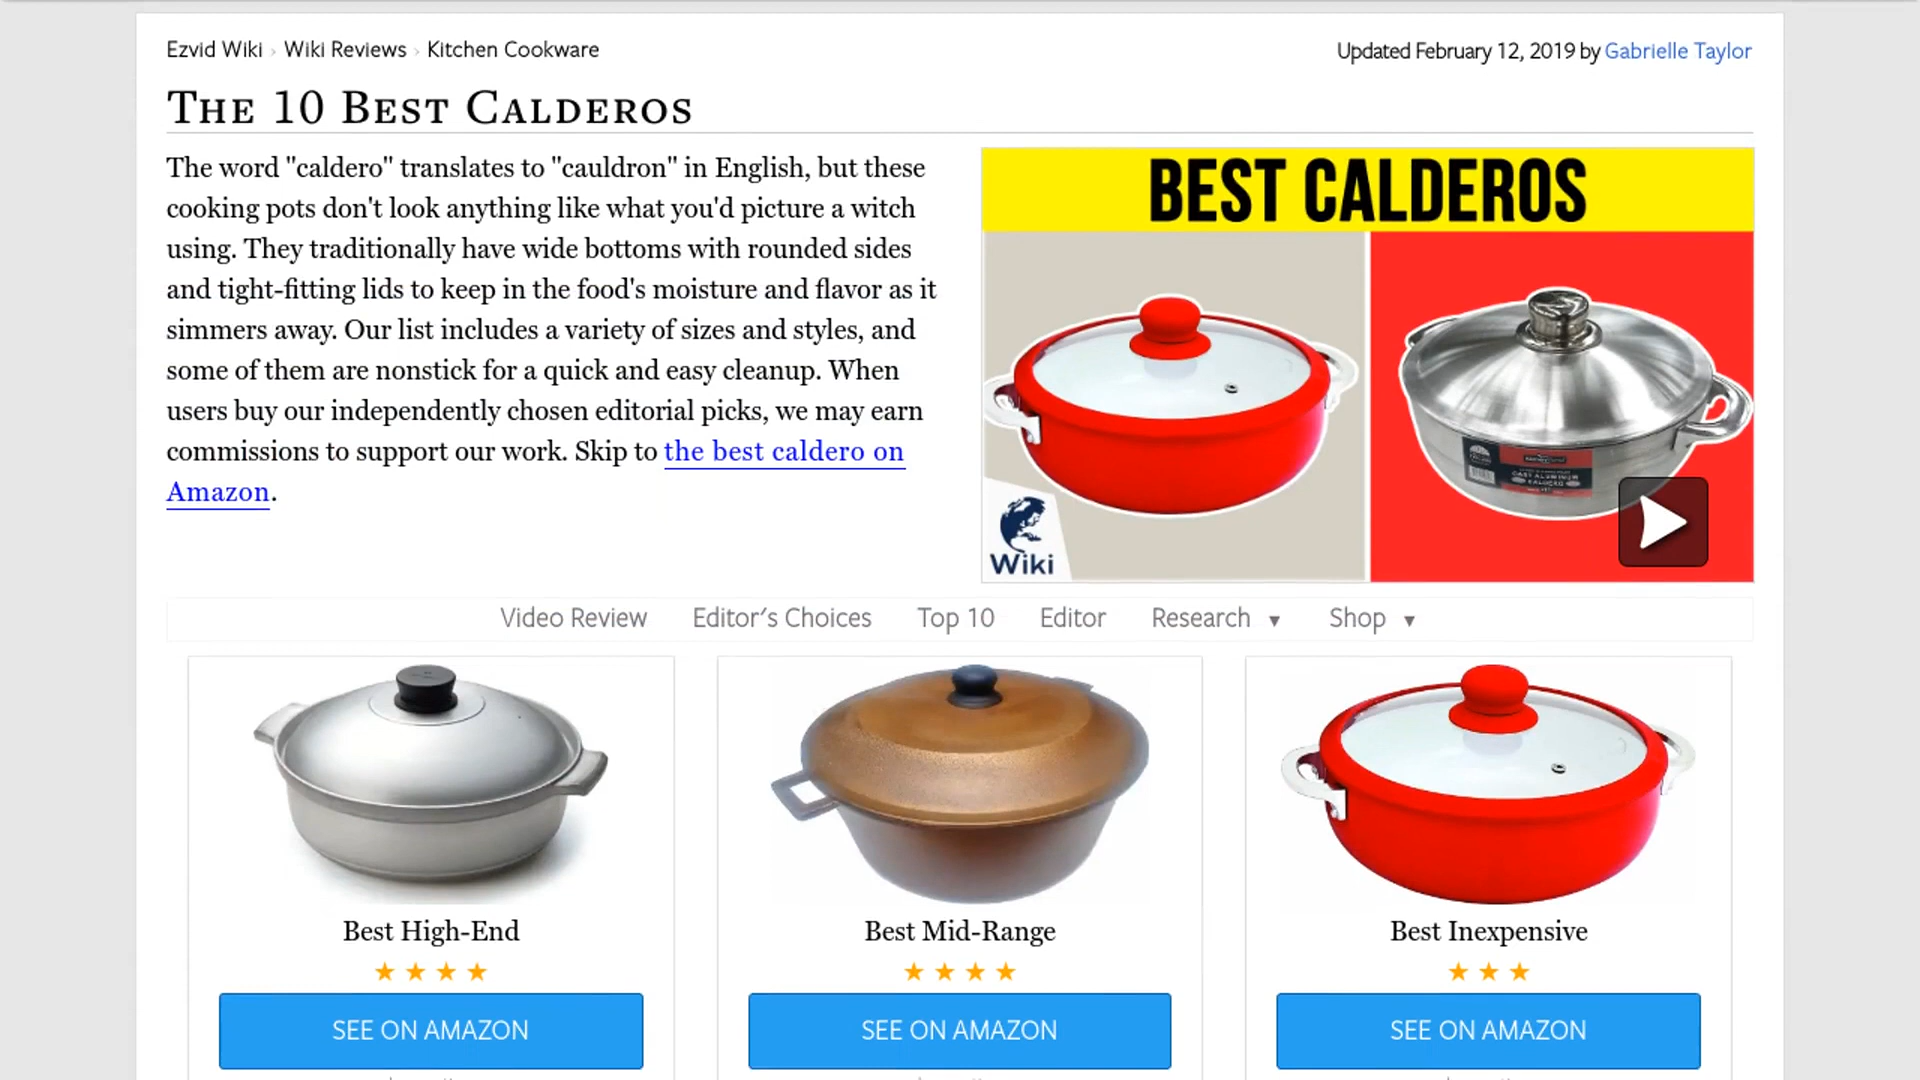 Ezvid Wiki › Wiki Reviews › Kitchen Cookware
Updated February 12, 2019 by Gabrielle Taylor
The 10 Best Calderos
The word "caldero" translates to "cauldron" in English, but these
cooking pots don't look anything like what you'd picture a witch
using. They traditionally have wide bottoms with rounded sides
and tight-fitting lids to keep in the food's moisture and flavor as it
simmers away. Our list includes a variety of sizes and styles, and
some of them are nonstick for a quick and easy cleanup. When
users buy our independently chosen editorial picks, we may earn
commissions to support our work. Skip to the best caldero on
Amazon.
BEST CALDEROS
CAST ALUMINUM
CALDERO
Wiki
Video Review Editor's Choices Top 10 Editor Research ▼ Shop ▼
Best High-End
Best Mid-Range
Best Inexpensive
SEE ON AMAZON
SEE ON AMAZON
SEE ON AMAZON